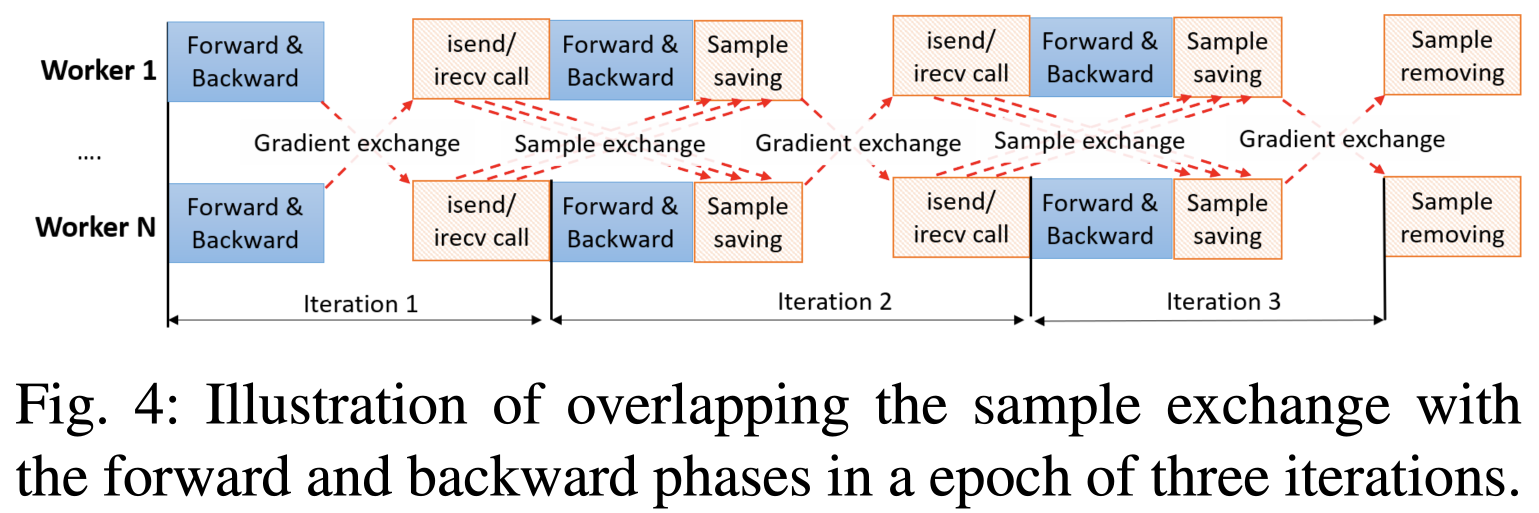 Worker 1
Forward &
Backward
isend/
irecv call
Forward &
Backward
Sample
saving
isend/
irecv call
Forward &
Backward
Sample
saving
Sample
removing
Gradient exchange
Sample exchange
Gradient exchange
Sample exchange
Gradient exchange
....
Worker N
Forward &
Backward
isend/
irecv call
Forward &
Backward
Sample
saving
isend/
irecv call
Forward &
Backward
Sample
saving
Sample
removing
Iteration 1
Iteration 2
Iteration 3
Fig. 4: Illustration of overlapping the sample exchange with
the forward and backward phases in a epoch of three iterations.